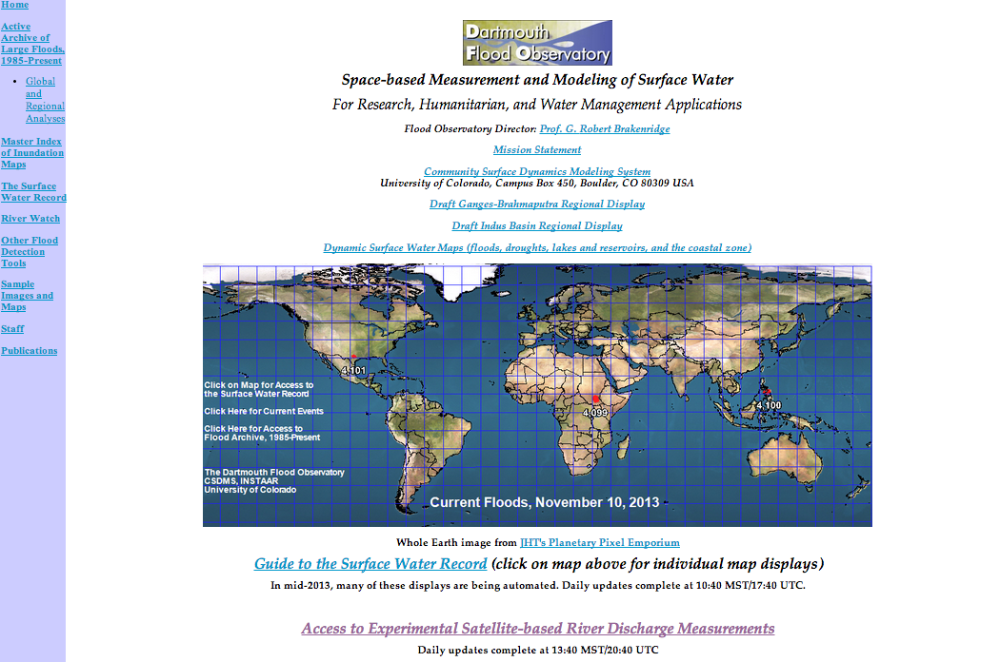 Home
Active
Archive of
Large Floods,
1985-Present
Global
and
Regional
Analyses
Master Index
of Inundation
Maps
The Surface
Water Record
River Watch
Other Flood
Detection
Tools
Sample
Images and
Maps
Staff
Publications
Dartmouth
Flood Observatory
Space-based Measurement and Modeling of Surface Water
For Research, Humanitarian, and Water Management Applications
Flood Observatory Director: Prof. G. Robert Brakenridge
Mission Statement
Community Surface Dynamics Modeling System
University of Colorado, Campus Box 450, Boulder, CO 80309 USA
Draft Ganges-Brahmaputra Regional Display
Draft Indus Basin Regional Display
Dynamic Surface Water Maps (floods, droughts, lakes and reservoirs, and the coastal zone)
4,101
4,099
4,100
Click on Map for Access to
the Surface Water Record
Click Here for Current Events
Click Here for Access to
Flood Archive, 1985-Present
The Dartmouth Flood Observatory
CSDMS, INSTAAR
University of Colorado
Current Floods, November 10, 2013
Whole Earth image from JHT's Planetary Pixel Emporium
Guide to the Surface Water Record (click on map above for individual map displays)
In mid-2013, many of these displays are being automated. Daily updates complete at 10:40 MST/17:40 UTC.
Access to Experimental Satellite-based River Discharge Measurements
Daily updates complete at 13:40 MST/20:40 UTC